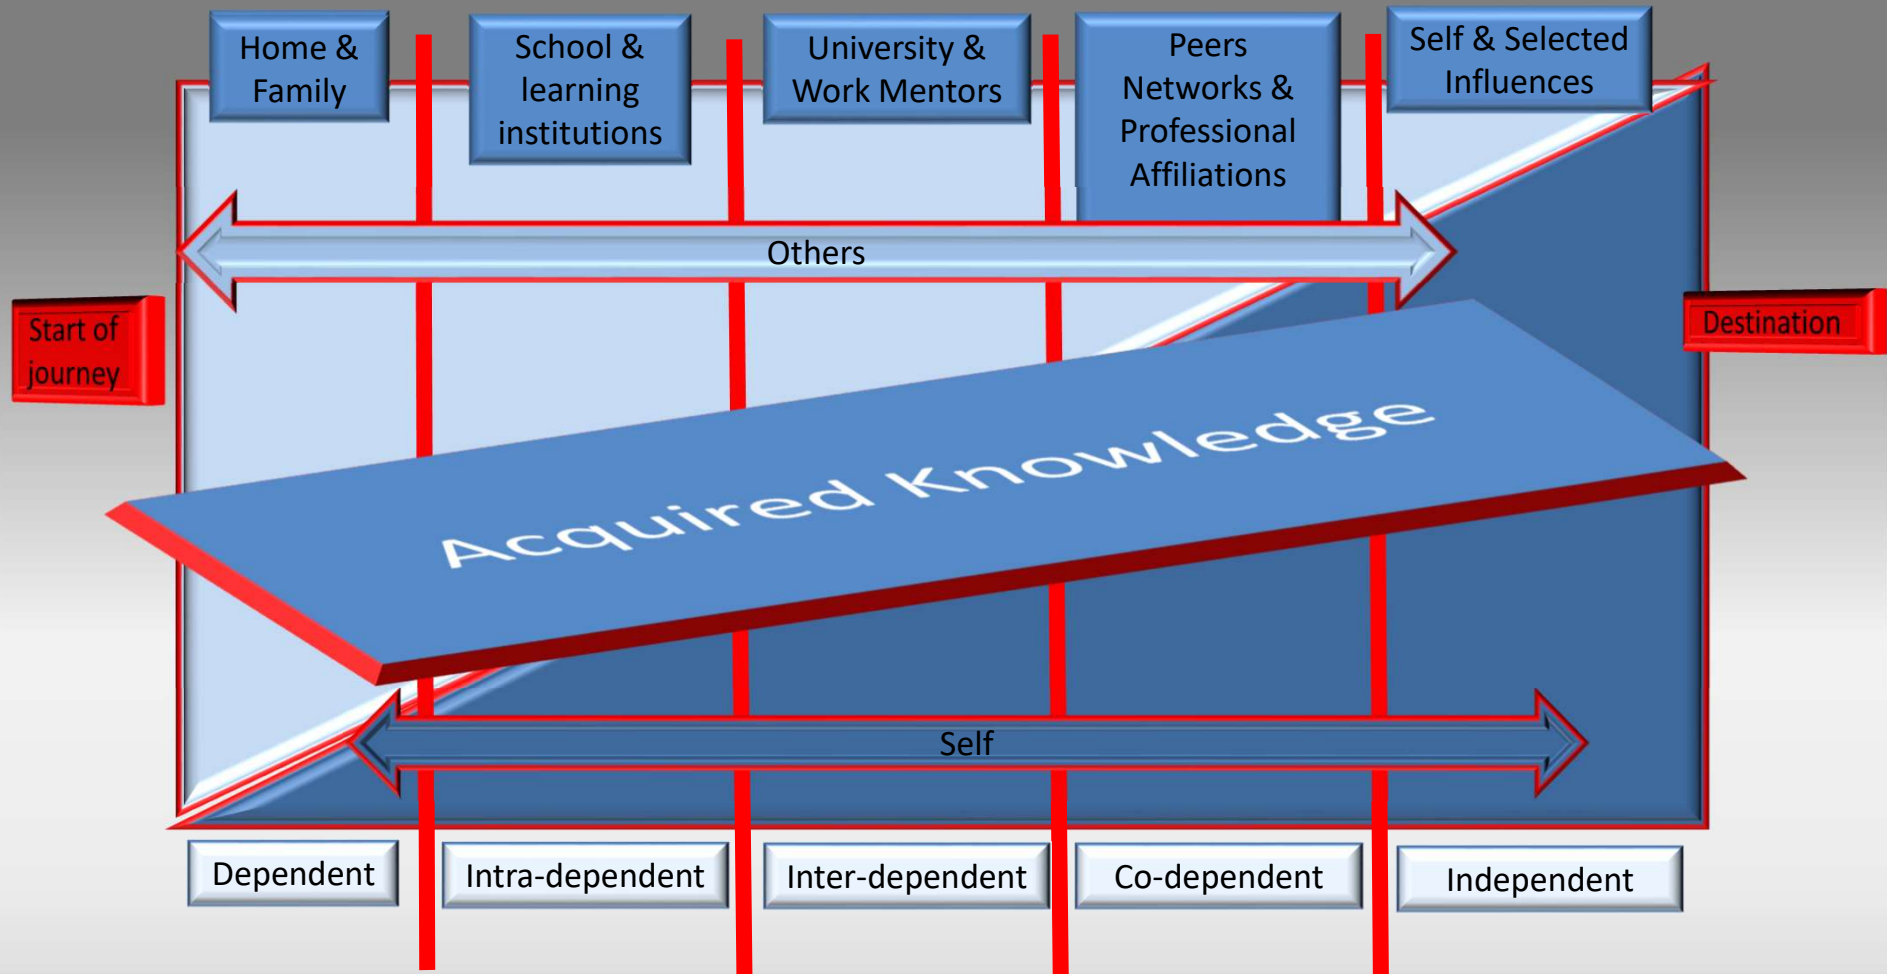 Home &
Family
School &
learning
institutions
University &
Work Mentors
Peers
Networks &
Professional
Affiliations
Self & Selected
Influences
Others
Start of
journey
Destination
Acquired Knowledge
Self
Dependent
Intra-dependent
Inter-dependent
Co-dependent
Independent